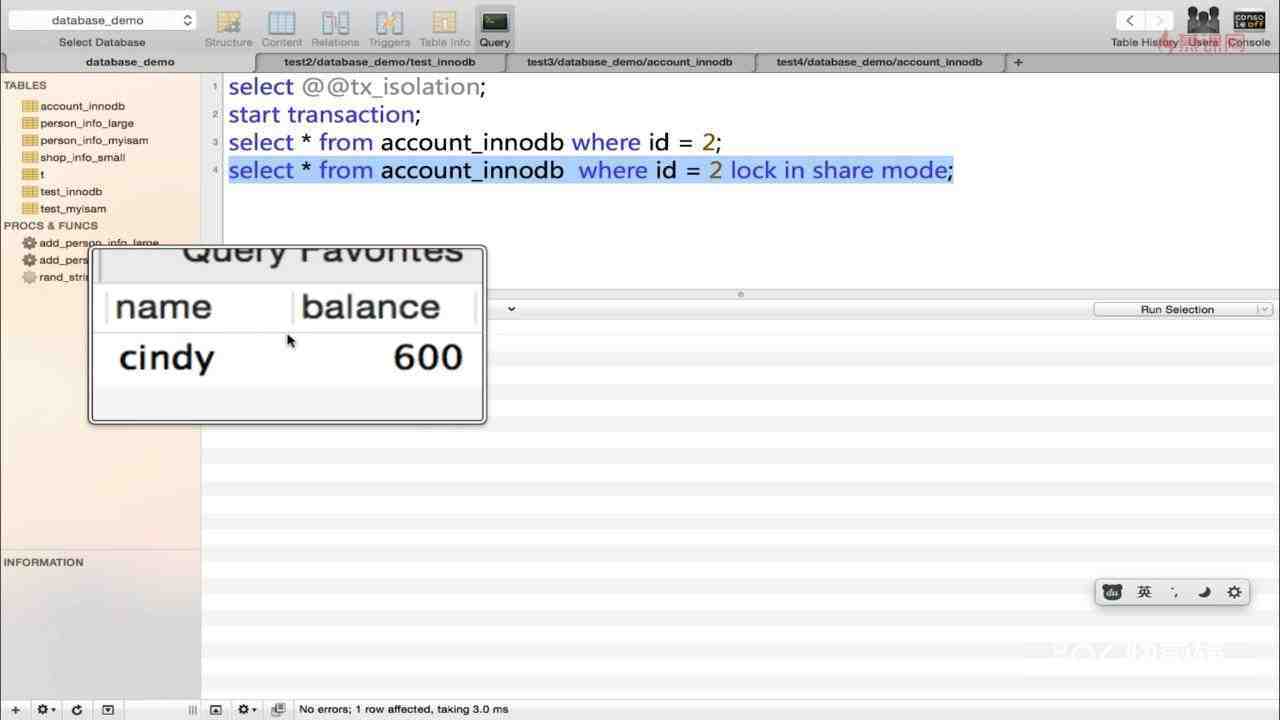 database_demo
Select Database
Structure
Content
Relations
Triggers
Table Info
Query
Table History
Users
Console
conso
le off
database_demo
test2/database_demo/test_innodb
test3/database_demo/account_innodb
test4/database_demo/account_innodb
+
TABLES
account_innodb
person_info_large
person_info_myisam
shop_info_small
t
test_innodb
test_myisam
PROCS & FUNCS
add_person_info_large
add_pers
rand_stri
1 select @@tx_isolation;
2 start transaction;
3 select * from account_innodb where id = 2;
4 select * from account_innodb  where id = 2 lock in share mode;
Query Favorites
name balance
cindy 600
Run Selection
INFORMATION
du 英
No errors; 1 row affected, taking 3.0 ms